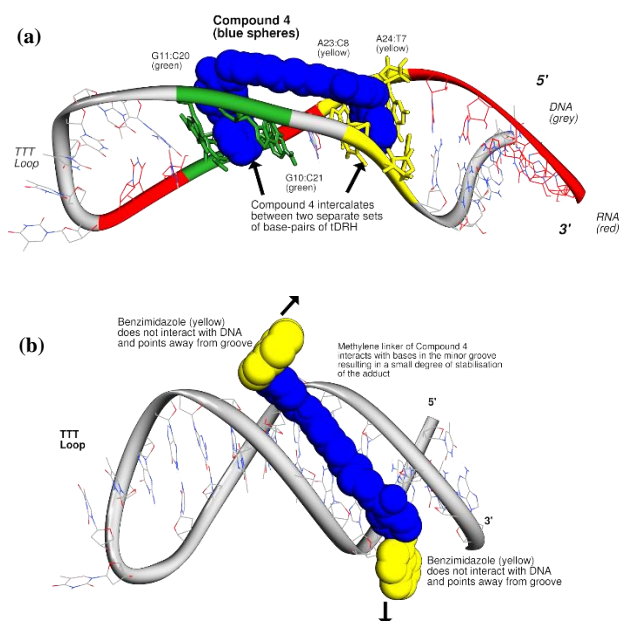 (a)
Compound 4
(blue spheres)
G11:C20
(green)
A23:C8
(yellow)
A24:T7
(yellow)
5'
DNA
(grey)
TTT
Loop
G10:C21
(green)
Compound 4 intercalates
between two separate sets
of base-pairs of tDRH
3'
RNA
(red)
(b)
Benzimidazole (yellow)
does not interact with DNA
and points away from groove
Methylene linker of Compound 4
interacts with bases in the minor groove
resulting in a small degree of stabilisation
of the adduct
5'
TTT
Loop
3'
Benzimidazole (yellow)
does not interact with DNA
and points away from groove